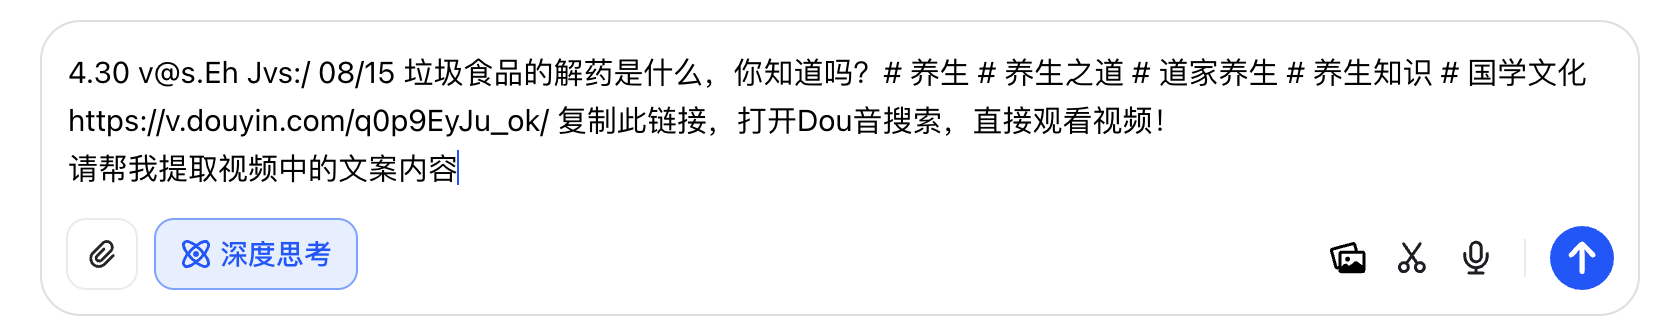 4.30 v@s.Eh Jvs:/ 08/15 垃圾食品的解药是什么，你知道吗？# 养生 # 养生之道 # 道家养生 # 养生知识 # 国学文化
https://v.douyin.com/q0p9EyJu_ok/ 复制此链接，打开Dou音搜索，直接观看视频！
请帮我提取视频中的文案内容
深度思考